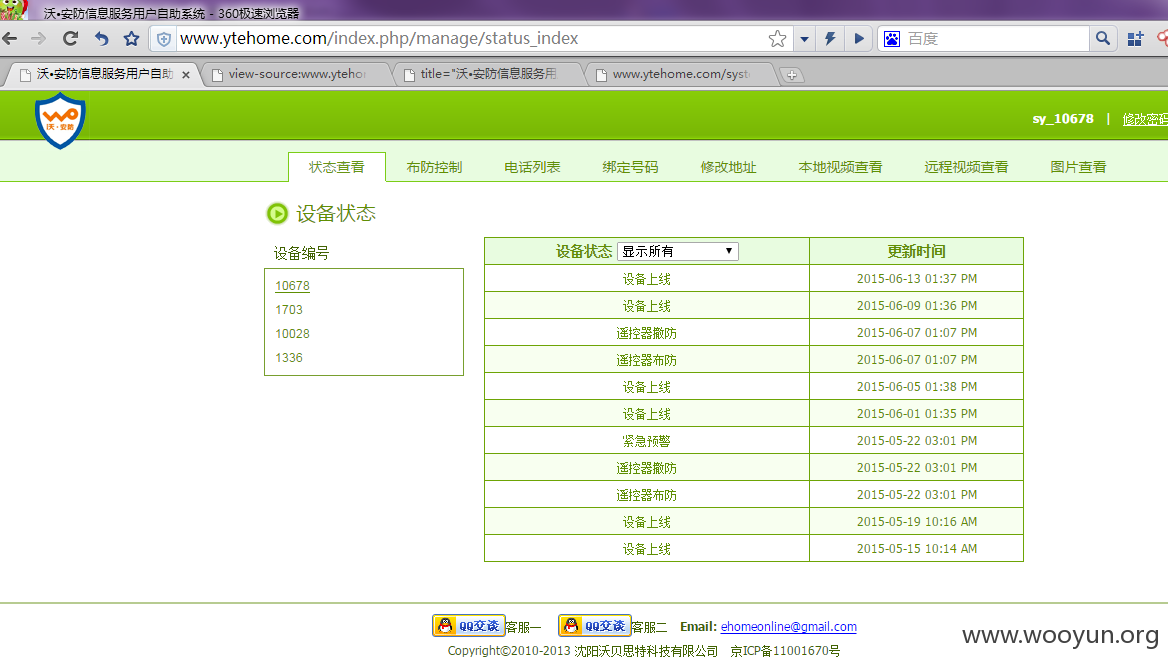 沃•安防信息服务用户自助系统 - 360极速浏览器
www.ytehome.com/index.php/manage/status_index
百度
沃•安防信息服务用户自助 × view-source:www.yteho title="沃•安防信息服务用户 www.ytehome.com/syst
WO
沃·安防
sy_10678 | 修改密码
状态查看 布防控制 电话列表 绑定号码 修改地址 本地视频查看 远程视频查看 图片查看
设备状态
设备编号
10678
1703
10028
1336
设备状态 显示所有 更新时间
设备上线 2015-06-13 01:37 PM
设备上线 2015-06-09 01:36 PM
遥控器撤防 2015-06-07 01:07 PM
遥控器布防 2015-06-07 01:07 PM
设备上线 2015-06-05 01:38 PM
设备上线 2015-06-01 01:35 PM
紧急预警 2015-05-22 03:01 PM
遥控器撤防 2015-05-22 03:01 PM
遥控器布防 2015-05-22 03:01 PM
设备上线 2015-05-19 10:16 AM
设备上线 2015-05-15 10:14 AM
QQ交谈 客服一 QQ交谈 客服二 Email: ehomeonline@gmail.com
Copyright©2010-2013 沈阳沃贝思特科技有限公司 京ICP备11001670号
www.wooyun.org